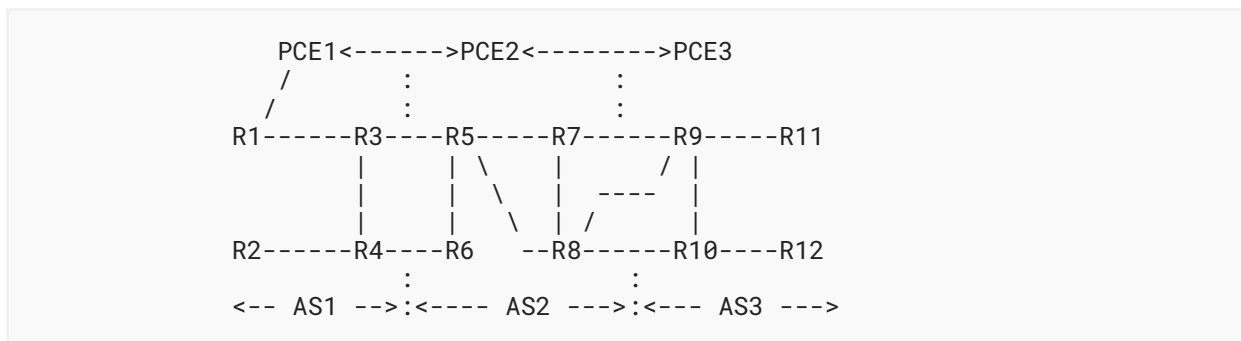 PCE1<------>PCE2<-------->PCE3
/ : :
/ : :
R1------R3----R5-----R7------R9-----R11
| | \ | / |
| | \ | ---- |
| | \ | / |
R2------R4----R6 --R8------R10----R12
: :
<-- AS1 -->:<---- AS2 --->:<--- AS3 --->